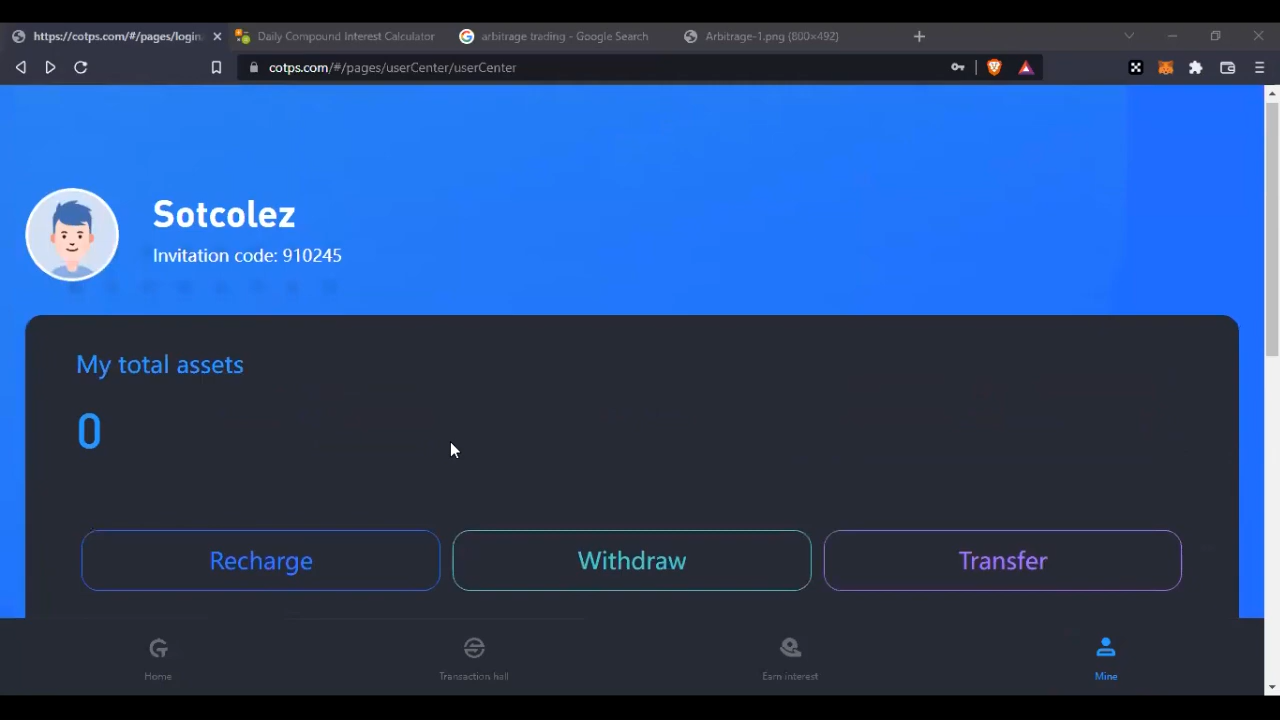 https://cotps.com/#/pages/login
Daily Compound Interest Calculator
arbitrage trading - Google Search
Arbitrage-1.png (800×492)
cotps.com/#/pages/userCenter/userCenter
Sotcolez
Invitation code: 910245
My total assets
0
Recharge
Withdraw
Transfer
Home
Transaction hall
Earn interest
Mine